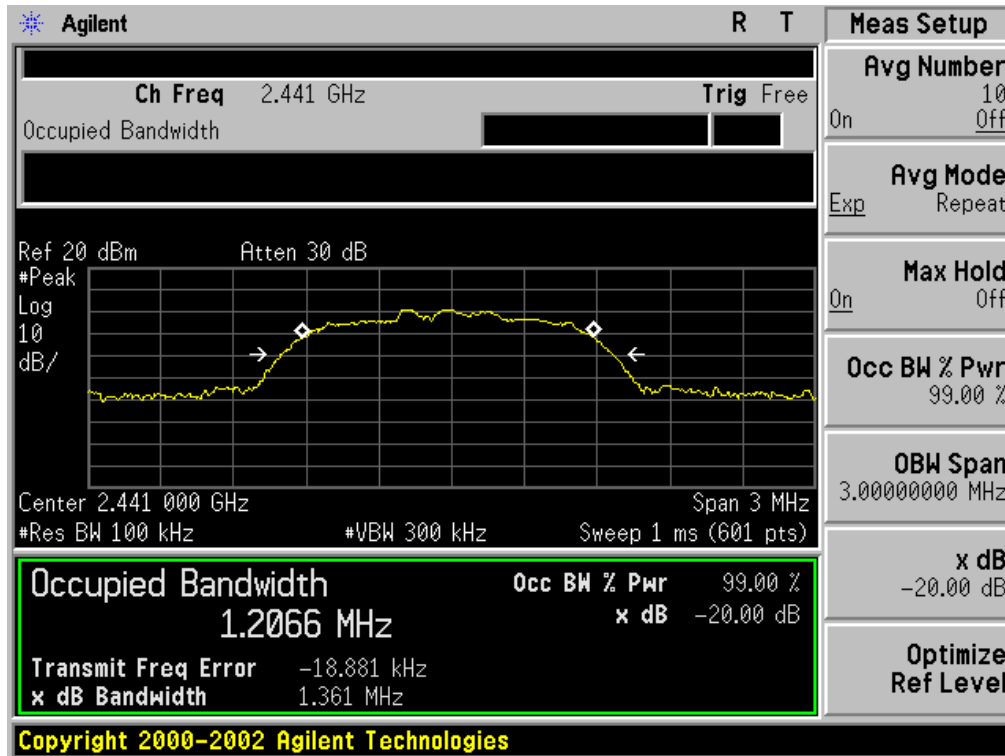 Agilent R T
Ch Freq 2.441 GHz Trig Free
Occupied Bandwidth
Ref 20 dBm Atten 30 dB
#Peak
Log
10
dB/
Center 2.441 000 GHz Span 3 MHz
#Res BW 100 kHz #VBW 300 kHz Sweep 1 ms (601 pts)
Occupied Bandwidth
1.2066 MHz
Occ BW % Pwr 99.00 %
x dB -20.00 dB
Transmit Freq Error -18.881 kHz
x dB Bandwidth 1.361 MHz
Copyright 2000-2002 Agilent Technologies
Meas Setup
Avg Number
10
On Off
Avg Mode
Exp Repeat
Max Hold
On Off
Occ BW % Pwr
99.00 %
OBW Span
3.00000000 MHz
x dB
-20.00 dB
Optimize
Ref Level